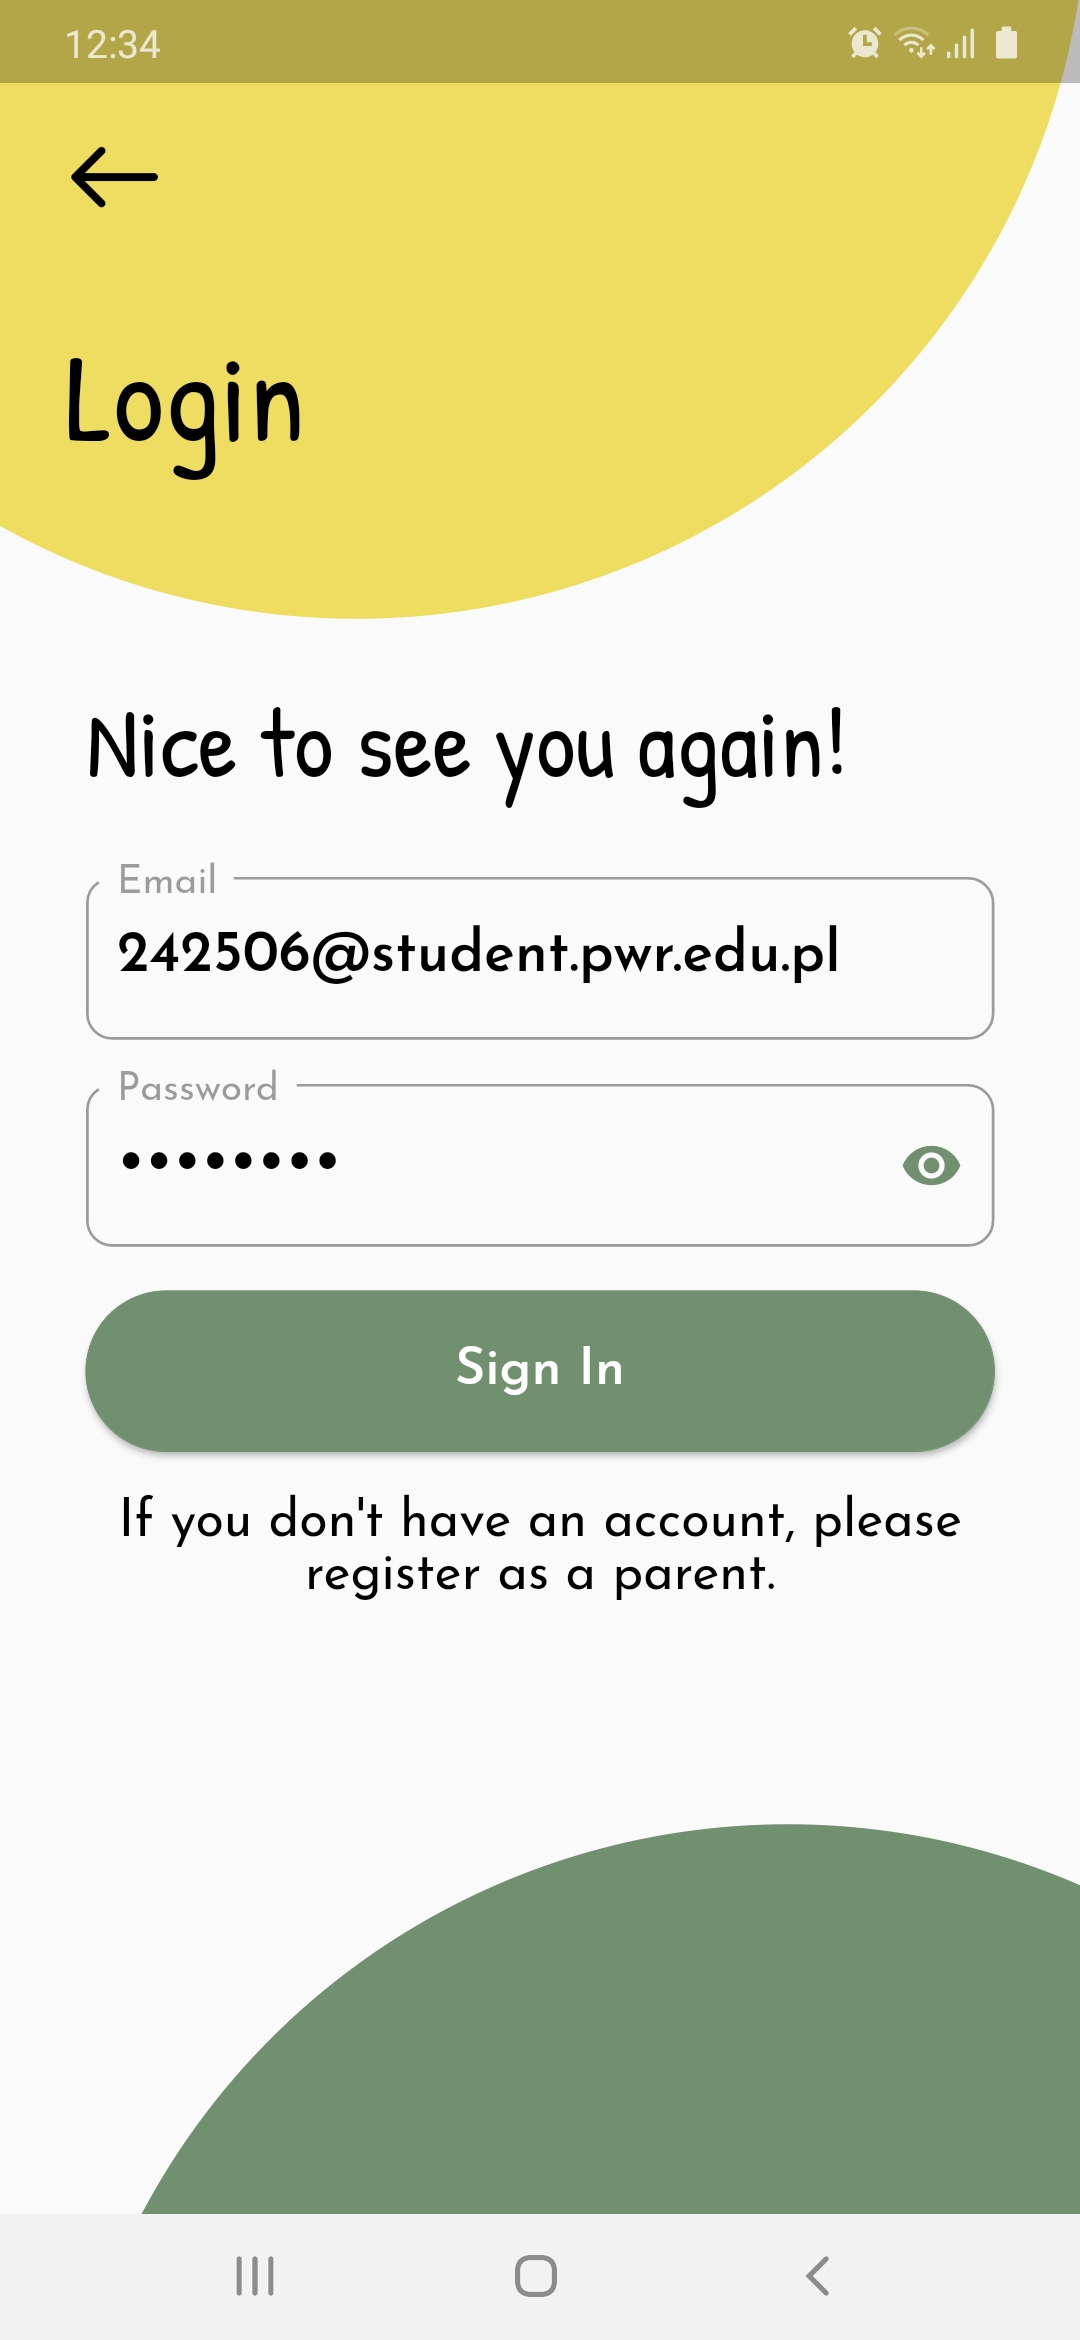 12:34
Login
Nice to see you again!
Email
242506@student.pwr.edu.pl
Password
••••••••
Sign In
If you don't have an account, please
register as a parent.